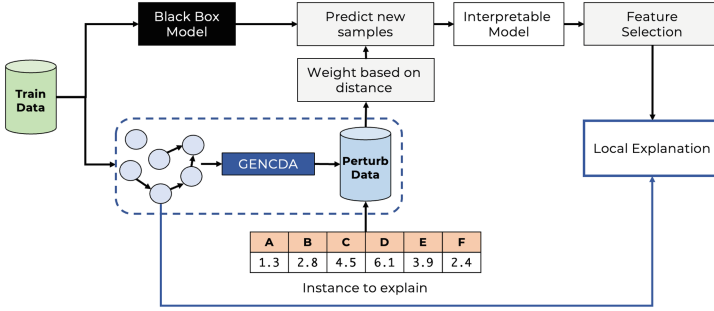 Black Box
Model
Predict new
samples
Interpretable
Model
Feature
Selection
Weight based on
distance
Train
Data
GENCDA
Perturb
Data
Local Explanation
A B C D E F
1.3 2.8 4.5 6.1 3.9 2.4
Instance to explain